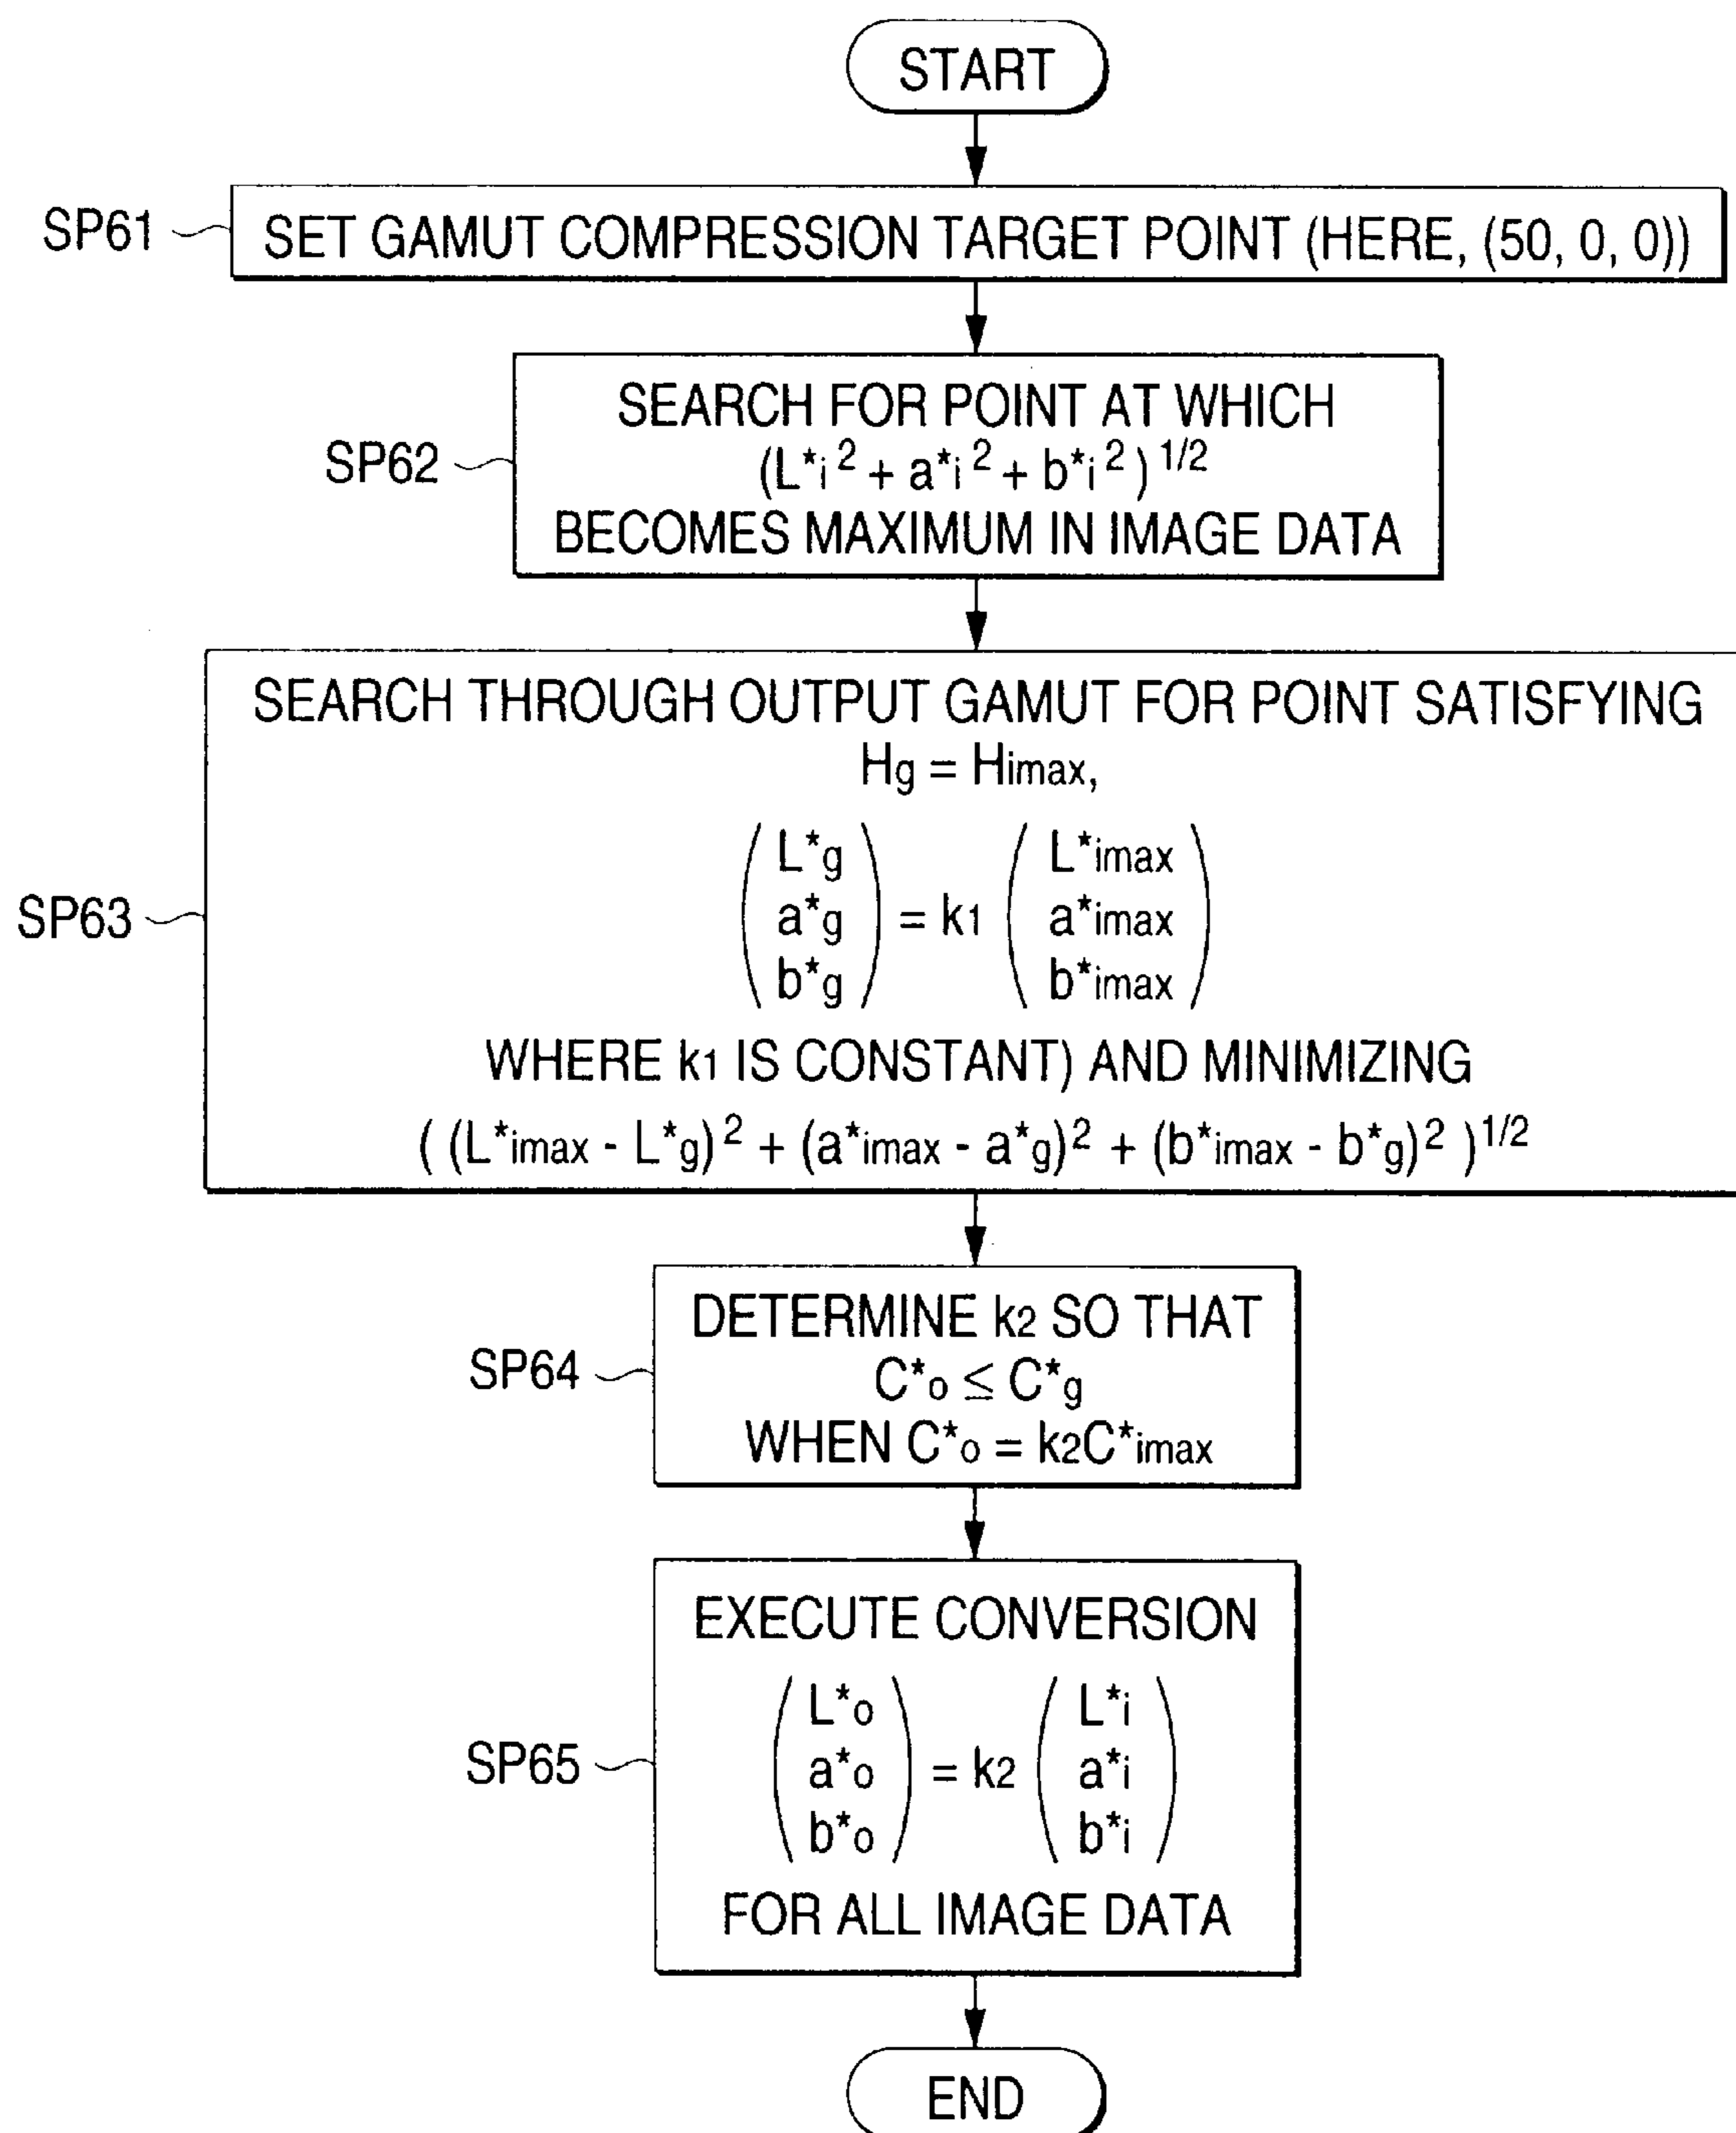 START
SP61
SET GAMUT COMPRESSION TARGET POINT (HERE, (50, 0, 0))
SP62
SEARCH FOR POINT AT WHICH
(L*i ² + a*i ² + b*i ²) 1/2
BECOMES MAXIMUM IN IMAGE DATA
SP63
SEARCH THROUGH OUTPUT GAMUT FOR POINT SATISFYING
Hg = Himax,
L*g
a*g
b*g
= k1
L*imax
a*imax
b*imax
WHERE k1 IS CONSTANT) AND MINIMIZING
( (L*imax - L*g)² + (a*imax - a*g)² + (b*imax - b*g)² )1/2
SP64
DETERMINE k2 SO THAT
C*o ≤ C*g
WHEN C*o = k2C*imax
SP65
EXECUTE CONVERSION
L*o
a*o
b*o
= k2
L*i
a*i
b*i
FOR ALL IMAGE DATA
END